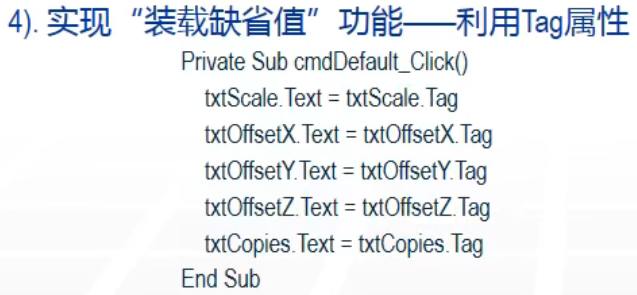 4). 实现“装载缺省值”功能——利用Tag属性
Private Sub cmdDefault_Click()
txtScale.Text = txtScale.Tag
txtOffsetX.Text = txtOffsetX.Tag
txtOffsetY.Text = txtOffsetY.Tag
txtOffsetZ.Text = txtOffsetZ.Tag
txtCopies.Text = txtCopies.Tag
End Sub